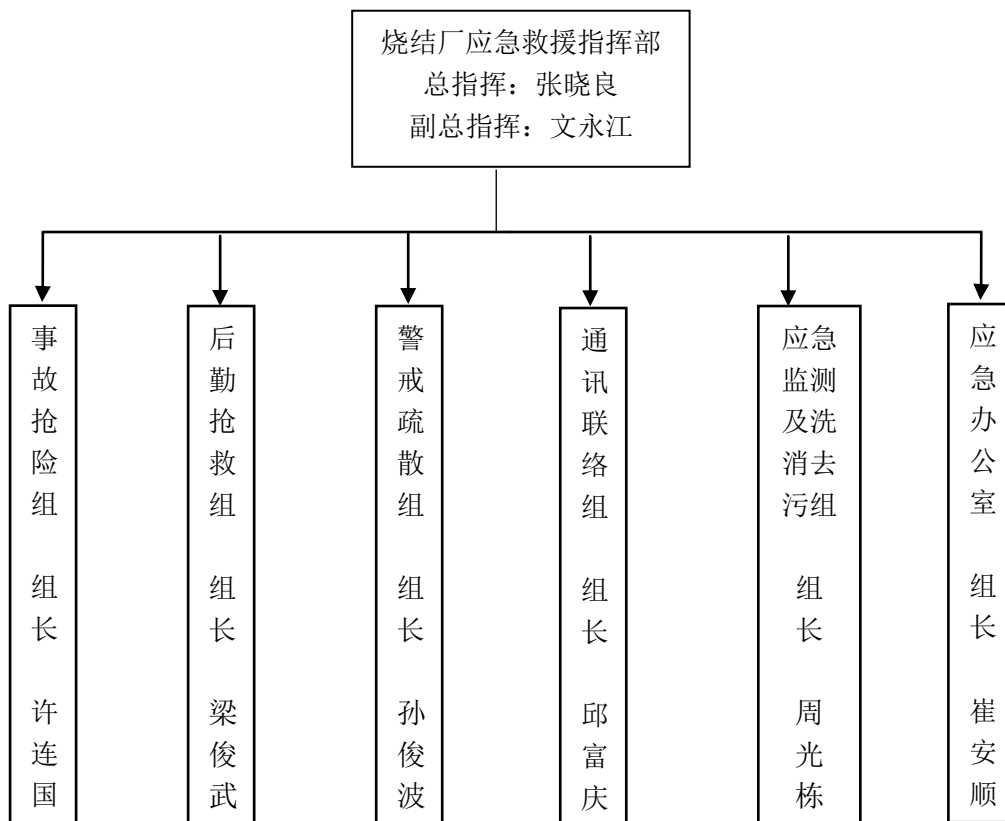 烧结厂应急救援指挥部
总指挥：张晓良
副总指挥：文永江
事故抢险组 组长 许连国
后勤抢救组 组长 梁俊武
警戒疏散组 组长 孙俊波
通讯联络组 组长 邱富庆
应急
监测
及洗
消去
污组
组长 周光栋
应急办公室 组长 崔安顺